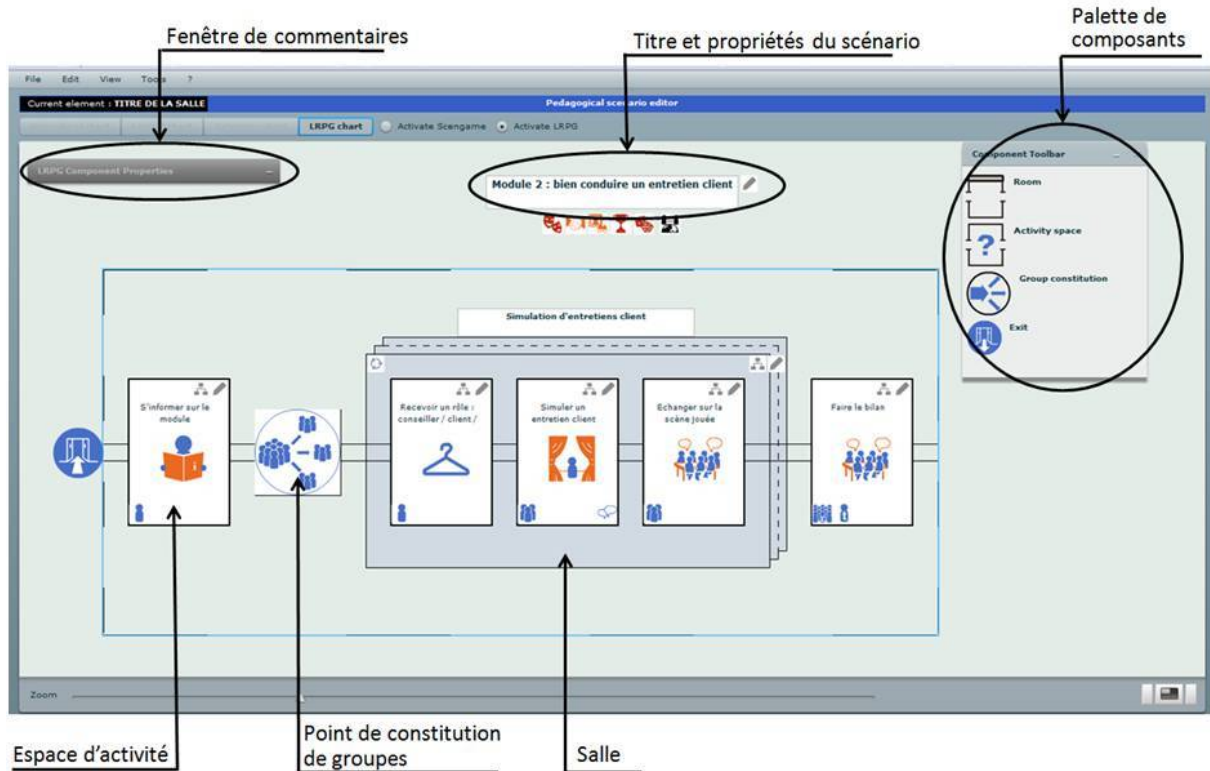 Fenêtre de commentaires
Titre et propriétés du scénario
Palette de
composants
File Edit View Tools ?
Current element : TITRE DE LA SALLE
Pedagogical scenario editor
LRPG chart
Activate Scengame
Activate LRPG
LRPG Component Properties
Module 2 : bien conduire un entretien client
Component Toolbar
Room
Activity space
?
Group constitution
Exit
Simulation d'entretiens client
S'informer sur le
module
Recevoir un rôle :
conseiller / client /
Simuler un
entretien client
Echanger sur la
scène jouée
Faire le bilan
Zoom
Espace d'activité
Point de constitution
de groupes
Salle